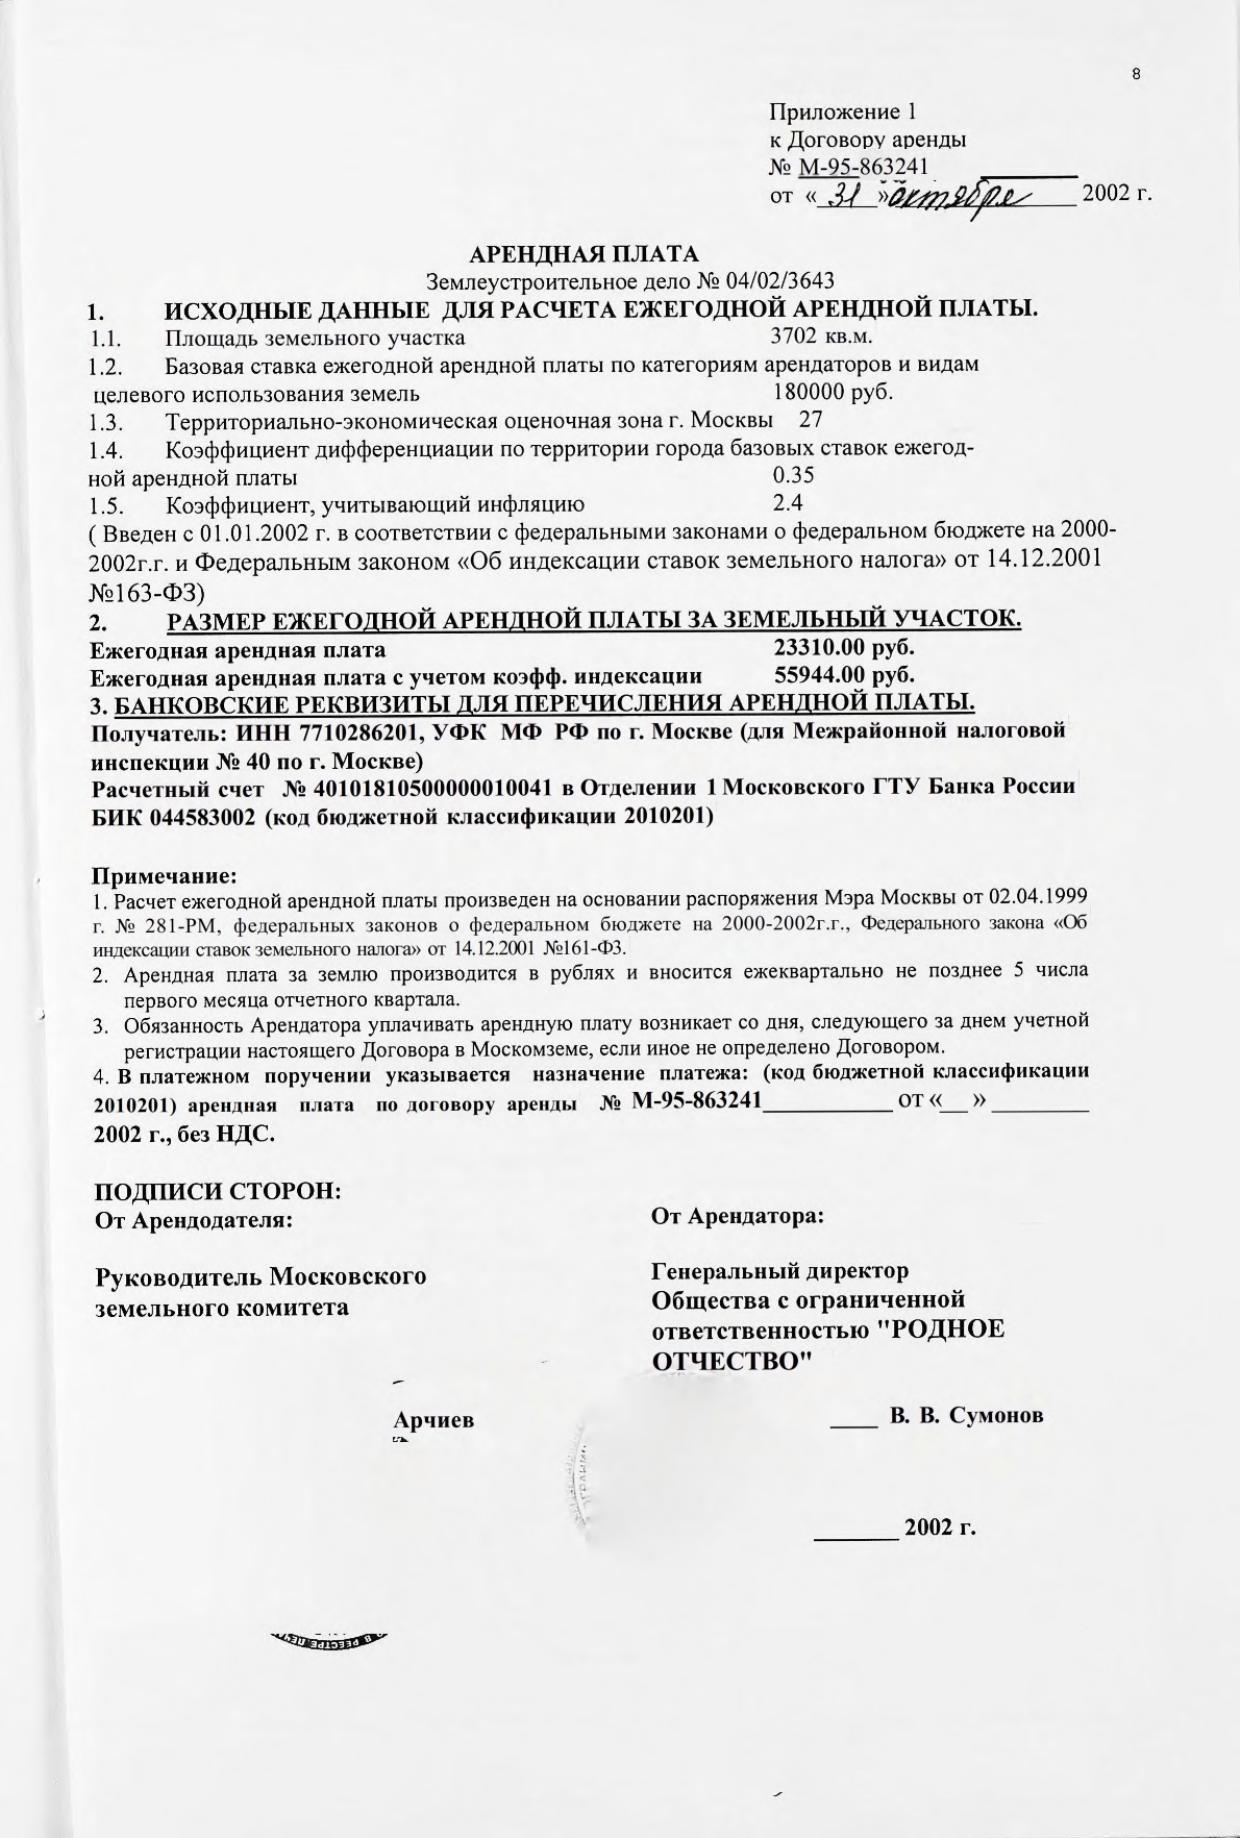 8
Приложение 1
к Договору аренды
№ М-95-863241
от «31»октября 2002 г.
АРЕНДНАЯ ПЛАТА
Землеустроительное дело № 04/02/3643
1. ИСХОДНЫЕ ДАННЫЕ ДЛЯ РАСЧЕТА ЕЖЕГОДНОЙ АРЕНДНОЙ ПЛАТЫ.
1.1. Площадь земельного участка 3702 кв.м.
1.2. Базовая ставка ежегодной арендной платы по категориям арендаторов и видам
целевого использования земель 180000 руб.
1.3. Территориально-экономическая оценочная зона г. Москвы 27
1.4. Коэффициент дифференциации по территории города базовых ставок ежегод-
ной арендной платы 0.35
1.5. Коэффициент, учитывающий инфляцию 2.4
( Введен с 01.01.2002 г. в соответствии с федеральными законами о федеральном бюджете на 2000-
2002г.г. и Федеральным законом «Об индексации ставок земельного налога» от 14.12.2001
№163-ФЗ)
2. РАЗМЕР ЕЖЕГОДНОЙ АРЕНДНОЙ ПЛАТЫ ЗА ЗЕМЕЛЬНЫЙ УЧАСТОК.
Ежегодная арендная плата 23310.00 руб.
Ежегодная арендная плата с учетом коэфф. индексации 55944.00 руб.
3. БАНКОВСКИЕ РЕКВИЗИТЫ ДЛЯ ПЕРЕЧИСЛЕНИЯ АРЕНДНОЙ ПЛАТЫ.
Получатель: ИНН 7710286201, УФК МФ РФ по г. Москве (для Межрайонной налоговой
инспекции № 40 по г. Москве)
Расчетный счет № 40101810500000010041 в Отделении 1 Московского ГТУ Банка России
БИК 044583002 (код бюджетной классификации 2010201)
Примечание:
1. Расчет ежегодной арендной платы произведен на основании распоряжения Мэра Москвы от 02.04.1999
г. № 281-РМ, федеральных законов о федеральном бюджете на 2000-2002г.г., Федерального закона «Об
индексации ставок земельного налога» от 14.12.2001 №161-ФЗ.
2. Арендная плата за землю производится в рублях и вносится ежеквартально не позднее 5 числа
первого месяца отчетного квартала.
3. Обязанность Арендатора уплачивать арендную плату возникает со дня, следующего за днем учетной
регистрации настоящего Договора в Москомземе, если иное не определено Договором.
4. В платежном поручении указывается назначение платежа: (код бюджетной классификации
2010201) арендная плата по договору аренды № М-95-863241__________ от «__ » ________
2002 г., без НДС.
ПОДПИСИ СТОРОН:
От Арендодателя:
От Арендатора:
Руководитель Московского
земельного комитета
Генеральный директор
Общества с ограниченной
ответственностью "РОДНОЕ
ОТЧЕСТВО"
Арчиев
____ В. В. Сумонов
_______ 2002 г.
В РЕЕСТРЕ